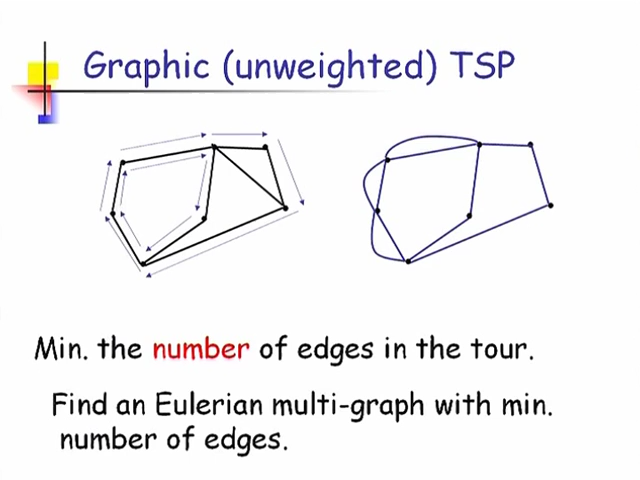 Graphic (unweighted) TSP
Min. the number of edges in the tour.
Find an Eulerian multi-graph with min.
number of edges.